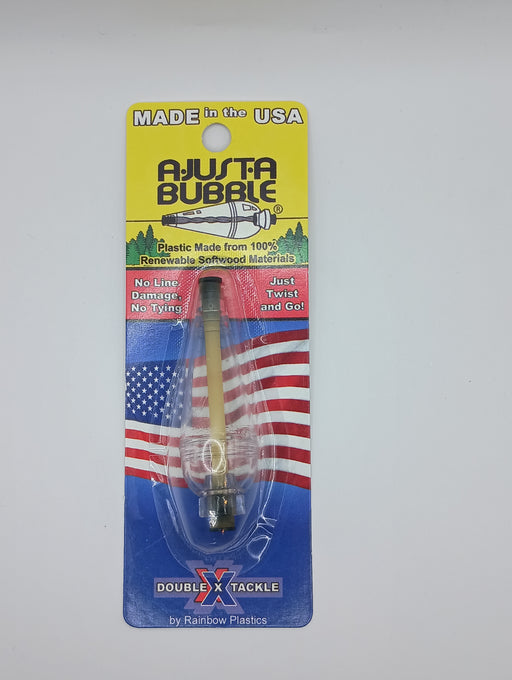 MADE in the USA
A·JUST·A
BUBBLE
®
Plastic Made from 100%
Renewable Softwood Materials
No Line
Damage,
No Tying
Just
Twist
and Go!
DOUBLE X TACKLE
by Rainbow Plastics